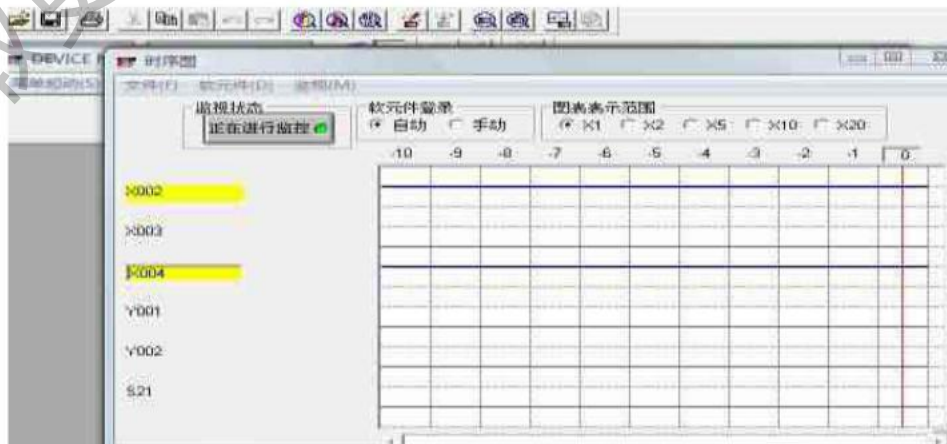 DEVICE
时序图
文件(F) 软元件(D) 监视(M)
监视状态
正在进行监控
软元件登录
自动 手动
图表表示范围
X1 X2 X5 X10 X20
-10 -9 -8 -7 -6 -5 -4 -3 -2 -1 0
X002
X003
X004
Y001
Y002
S21